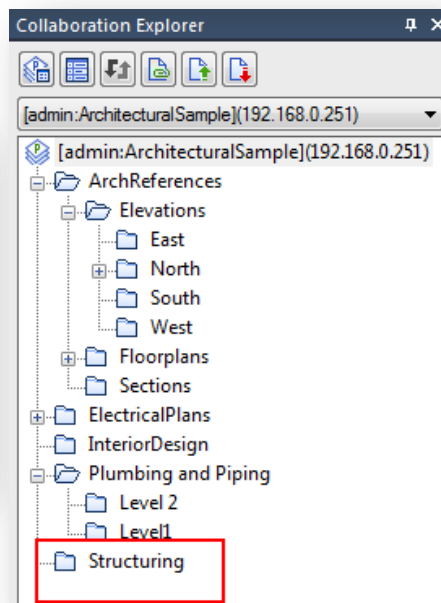 Collaboration Explorer
[admin:ArchitecturalSample](192.168.0.251)
[admin:ArchitecturalSample](192.168.0.251)
ArchReferences
Elevations
East
North
South
West
Floorplans
Sections
ElectricalPlans
InteriorDesign
Plumbing and Piping
Level 2
Level1
Structuring